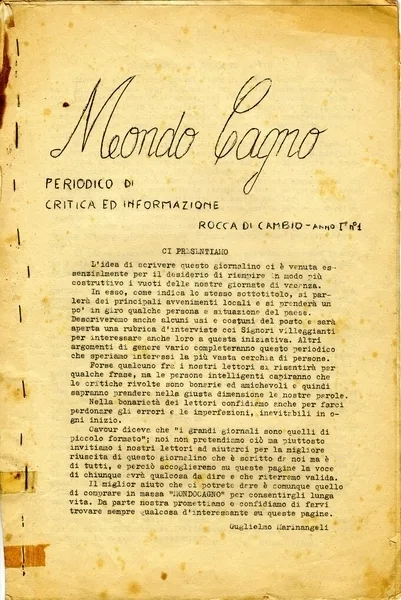 Mondo Cagno
PERIODICO DI
CRITICA ED INFORMAZIONE
ROCCA DI CAMBIO - ANNO I° n°1
CI PRESENTIAMO
L'idea di scrivere questo giornalino ci è venuta es-
senzialmente per il desiderio di riempire in modo più
costruttivo i vuoti delle nostre giornate di vacanza.
In esso, come indica lo stesso sottotitolo, si par-
lerà dei principali avvenimenti locali e si prenderà un
po' in giro qualche persona e situazione del paese.
Descriveremo anche alcuni usi e costumi del posto e sarà
aperta una rubrica d'interviste coi Signori villeggianti
per interessare anche loro a questa iniziativa. Altri
argomenti di genere vario completeranno questo periodico
che speriamo interessi la più vasta cerchia di persone.
Forse qualcuno fra i nostri lettori si risentirà per
qualche frase, ma le persone intelligenti capiranno che
le critiche rivolte sono bonarie ed amichevoli e quindi
sapranno prendere nella giusta dimensione le nostre parole.
Nella bonarietà dei lettori confidiamo anche per farci
perdonare gli errori e le imperfezioni, inevitabili in o-
gni inizio.
Cavour diceva che "i grandi giornali sono quelli di
piccolo formato"; noi non pretendiamo ciò ma piuttosto
invitiamo i nostri lettori ad aiutarci per la migliore
riuscita di questo giornalino che è scritto da noi ma è
di tutti, e perciò accoglieremo su queste pagine la voce
di chiunque avrà qualcosa da dire e che riterremo valida.
Il miglior aiuto che ci potrete dare è comunque quello
di comprare in massa "MONDOCAGNO" per consentirgli lunga
vita. Da parte nostra promettiamo e confidiamo di farvi
trovare sempre qualcosa d'interessante su queste pagine.
Guglielmo Marinangeli